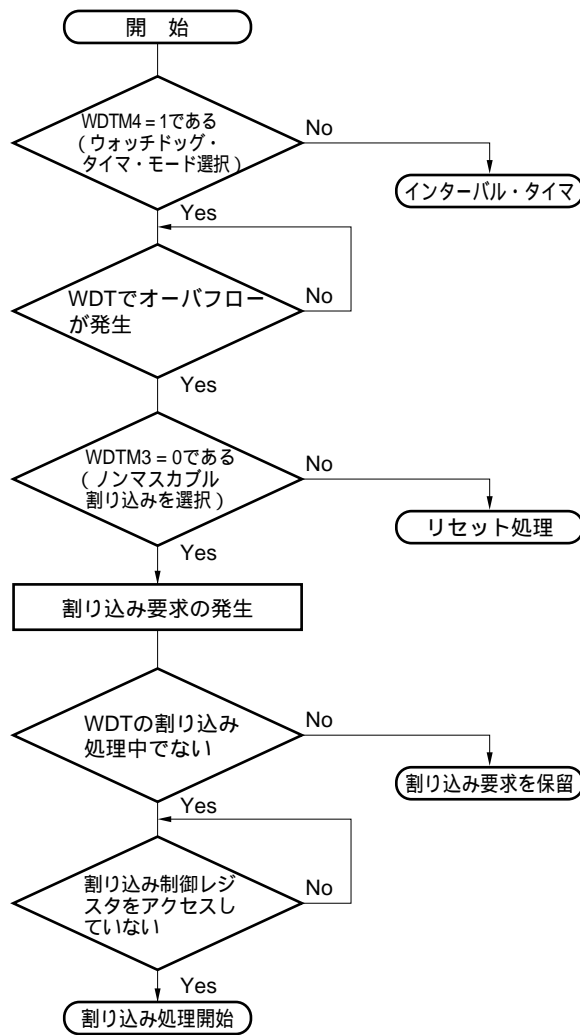 開　始
WDTM4 = 1である
(ウォッチドッグ・
タイマ・モード選択)
No
インターバル・タイマ
Yes
WDTでオーバフロー
が発生
No
Yes
WDTM3 = 0である
(ノンマスカブル
割り込みを選択)
No
リセット処理
Yes
割り込み要求の発生
WDTの割り込み
処理中でない
No
割り込み要求を保留
Yes
割り込み制御レジ
スタをアクセスし
ていない
No
Yes
割り込み処理開始